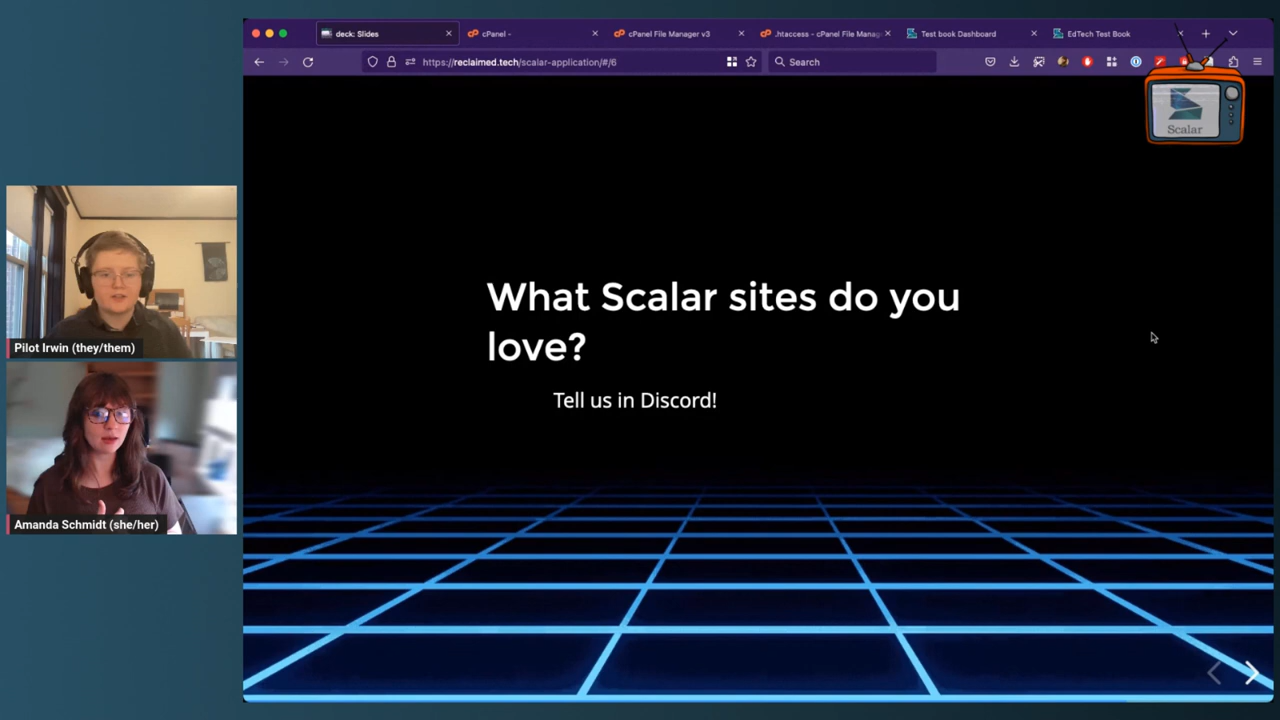 deck: Slides
cPanel -
cPanel File Manager v3
.htaccess - cPanel File Manag
Test book Dashboard
EdTech Test Book
https://reclaimed.tech/scalar-application/#/6
Search
Scalar
What Scalar sites do you
love?
Tell us in Discord!
Pilot Irwin (they/them)
Amanda Schmidt (she/her)